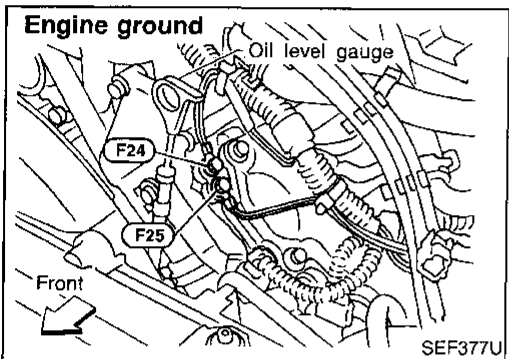 Engine ground
Oil level gauge
F24
F25
Front
SEF377U